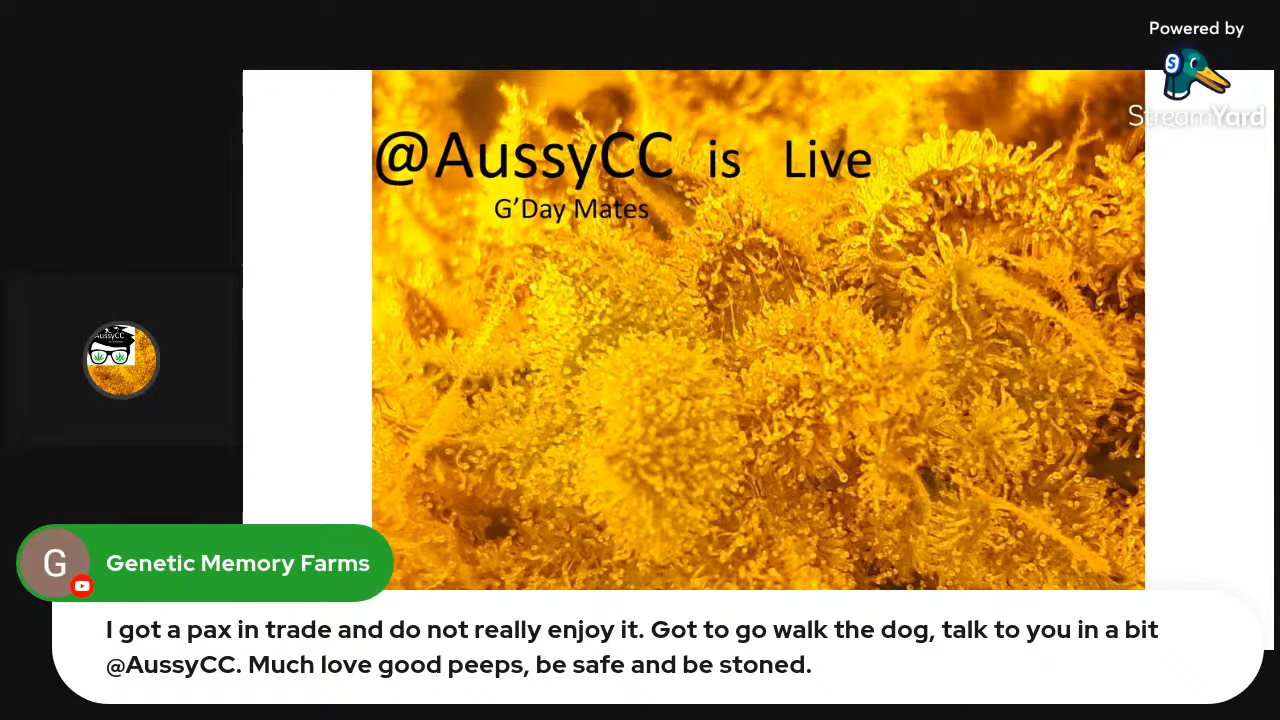 Powered by
S
StreamYard
@AussyCC is Live
G'Day Mates
AussyCC
G
Genetic Memory Farms
I got a pax in trade and do not really enjoy it. Got to go walk the dog, talk to you in a bit
@AussyCC. Much love good peeps, be safe and be stoned.